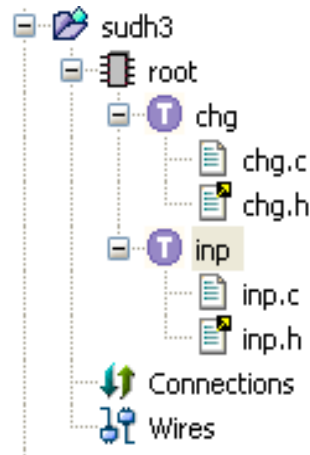 sudh3
root
T chg
chg.c
chg.h
T inp
inp.c
inp.h
Connections
Wires